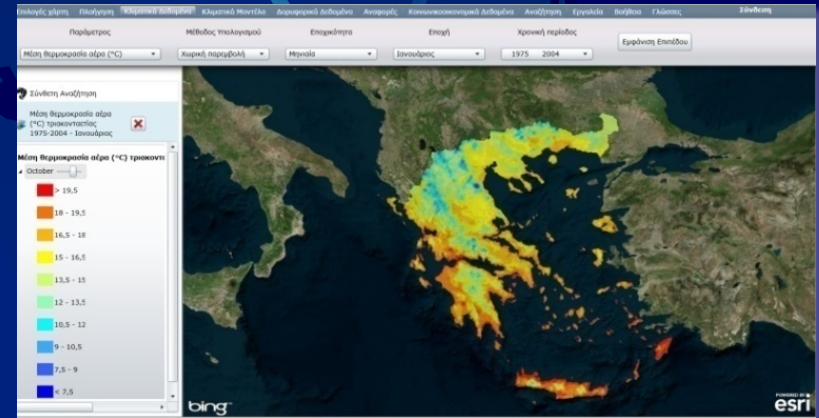 Επιλογές χάρτη Πλοήγηση Κλιματικά Δεδομένα Κλιματικά Μοντέλα Δορυφορικά Δεδομένα Αναφορές Κοινωνικοοικονομικά Δεδομένα Αναζήτηση Εργαλεία Βοήθεια Γλώσσες Σύνδεση
Παράμετρος Μέθοδος Υπολογισμού Εποχικότητα Εποχή Χρονική περίοδος
Μέση θερμοκρασία αέρα (°C) Χωρική παρεμβολή Μηνιαία Ιανουάριος 1975 2004 Εμφάνιση Επιπέδου
Σύνθετη Αναζήτηση
Μέση θερμοκρασία αέρα
(°C) τριακονταετίας
1975-2004 - Ιανουάριος
Μέση θερμοκρασία αέρα (°C) τριακοντα
October
> 19,5
18 - 19,5
16,5 - 18
15 - 16,5
13,5 - 15
12 - 13,5
10,5 - 12
9 - 10,5
7,5 - 9
< 7,5
bing
POWERED BY
esri